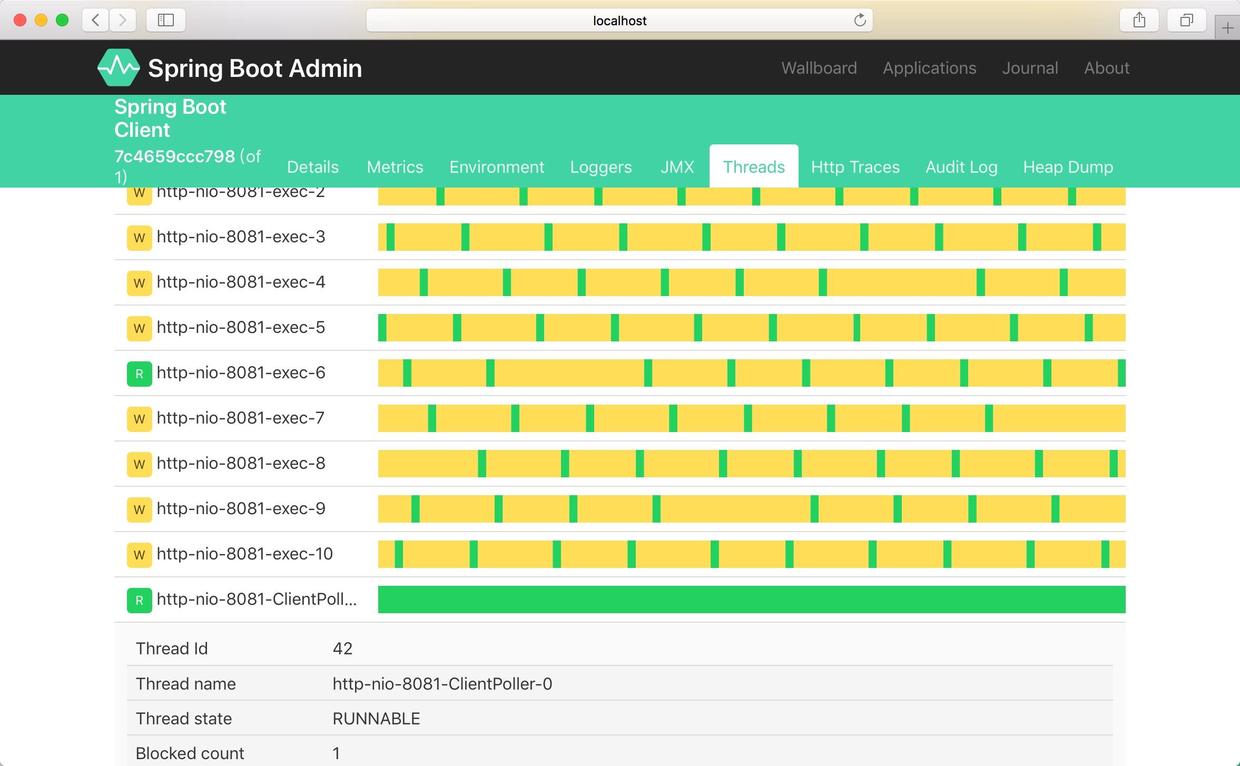 localhost
Spring Boot Admin
Wallboard Applications Journal About
Spring Boot
Client
7c4659ccc798 (of
1)
Details Metrics Environment Loggers JMX Threads Http Traces Audit Log Heap Dump
W http-nio-8081-exec-2
W http-nio-8081-exec-3
W http-nio-8081-exec-4
W http-nio-8081-exec-5
R http-nio-8081-exec-6
W http-nio-8081-exec-7
W http-nio-8081-exec-8
W http-nio-8081-exec-9
W http-nio-8081-exec-10
R http-nio-8081-ClientPoll...
Thread Id 42
Thread name http-nio-8081-ClientPoller-0
Thread state RUNNABLE
Blocked count 1